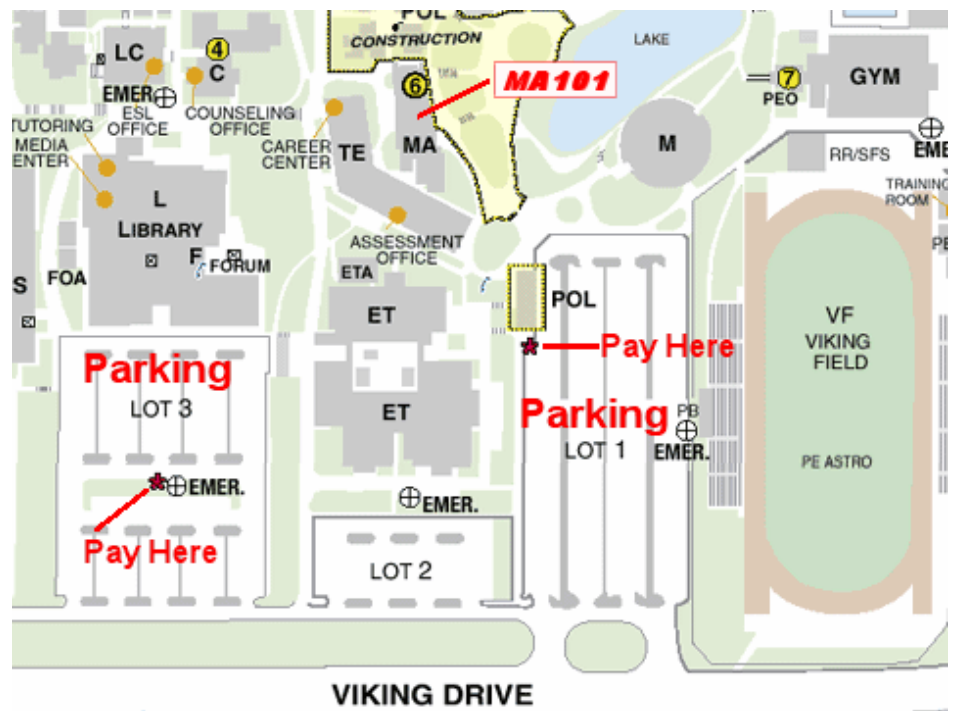 POL
CONSTRUCTION
LAKE
LC
4
C
6
MA101
7
PEO
GYM
EMER.
ESL
OFFICE
COUNSELING
OFFICE
TUTORING
MEDIA
CENTER
CAREER
CENTER
TE
MA
M
RR/SFS
EME
TRAINING
ROOM
L
LIBRARY
F
FORUM
ASSESSMENT
OFFICE
PE
S
FOA
ETA
ET
POL
VF
VIKING
FIELD
Pay Here
Parking
LOT 3
ET
Parking
LOT 1
PB
EMER.
PE ASTRO
EMER.
EMER.
Pay Here
LOT 2
VIKING DRIVE